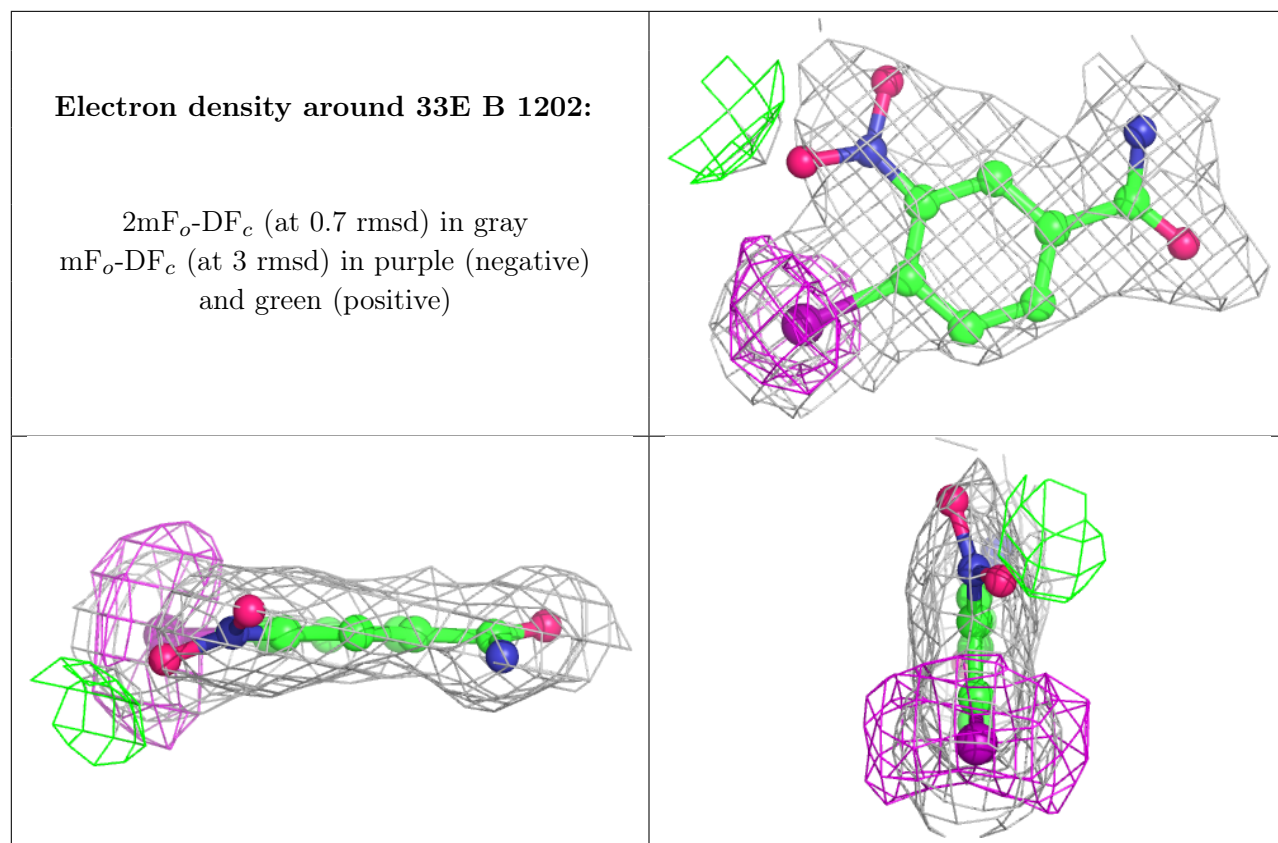 Electron density around 33E B 1202:
2mFo-DFc (at 0.7 rmsd) in gray
mFo-DFc (at 3 rmsd) in purple (negative)
and green (positive)